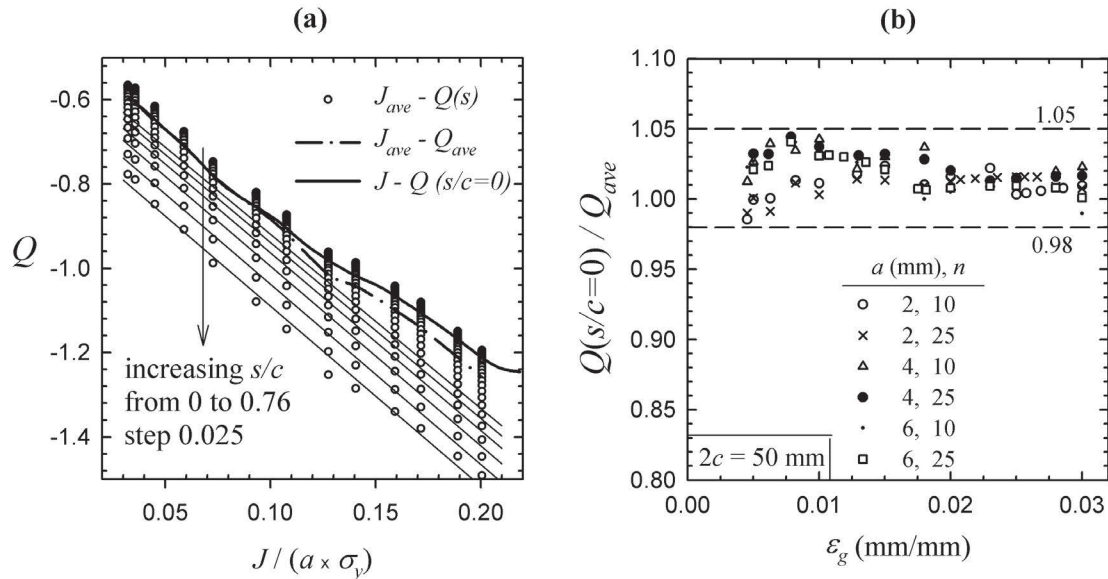 (a)
-0.6
-0.8
-1.0
-1.2
-1.4
Q
J_ave - Q(s)
J_ave - Q_ave
J - Q (s/c=0)
increasing s/c
from 0 to 0.76
step 0.025
0.05 0.10 0.15 0.20
J / (a × σ_y)
(b)
1.10
1.05
1.00
0.95
0.90
0.85
0.80
Q(s/c=0) / Q_ave
1.05
0.98
a (mm), n
2, 10
2, 25
4, 10
4, 25
6, 10
6, 25
2c = 50 mm
0.00 0.01 0.02 0.03
ε_g (mm/mm)